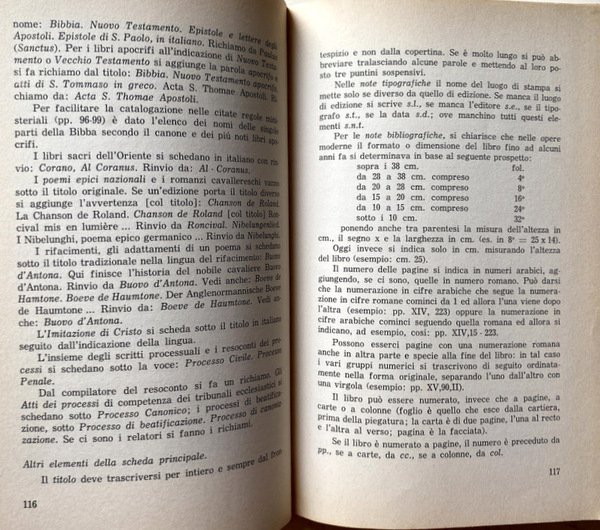 nome: Bibbia. Nuovo Testamento. Epistole e lettere degli
Apostoli. Epistole di S. Paolo, in italiano. Richiamo da Paolo
(Sanctus). Per i libri apocrifi all'indicazione di Nuovo Testa-
mento o Vecchio Testamento si aggiunge la parola apocrifo e
si fa richiamo dal titolo: Bibbia. Nuovo Testamento apocrifo.
atti di S. Tommaso in greco. Acta S. Thomae Apostoli. Ri-
chiamo da: Acta S. Thomae Apostoli.
Per facilitare la catalogazione nelle citate regole mini-
steriali (pp. 96-99) è dato l'elenco dei nomi delle singole
parti della Bibba secondo il canone e dei più noti libri apo-
crifi.
I libri sacri dell'Oriente si schedano in italiano con rin-
vio: Corano, Al Coranus. Rinvio da: Al - Coranus.
I poemi epici nazionali e i romanzi cavallereschi vanno
sotto il titolo originale. Se un'edizione porta il titolo diverso
si aggiunge l'avvertenza [col titolo]: Chanson de Roland.
La Chanson de Roland. Chanson de Roland [col titolo]: Ron-
cival mis en lumière ... Rinvio da Roncival. Nibelungenlied.
I Nibelunghi, poema epico germanico ... Rinvio da Nibelunghi.
I rifacimenti, gli adattamenti di un poema si schedano
sotto il titolo tradizionale nella lingua del rifacimento: Buovo
d'Antona. Qui finisce l'historia del nobile cavaliere Buovo
d'Antona. Rinvio da Buovo d'Antona. Vedi anche: Boeve de
Hamtone. Boeve de Haumtone. Der Anglenormannische Boeve
de Haumtone ... Rinvio da: Boeve de Hamtone. Vedi an-
che: Buovo d'Antona.
L'Imitazione di Cristo si scheda sotto il titolo in italiano
seguito dall'indicazione della lingua.
L'insieme degli scritti processuali e i resoconti dei pro-
cessi si schedano sotto la voce: Processo Civile. Processo
Penale.
Dal compilatore del resoconto si fa un richiamo. Gli
Atti dei processi di competenza dei tribunali ecclesiastici si
schedano sotto Processo Canonico; i processi di beatifica-
zione, sotto Processo di beatificazione. Processo di canoniz-
zazione. Se ci sono i relatori si fanno i richiami.
Altri elementi della scheda principale.
Il titolo deve trascriversi per intiero e sempre dal fron-
116
tespizio e non dalla copertina. Se è molto lungo si può ab-
breviare tralasciando alcune parole e mettendo al loro posto
tre puntini sospensivi.
Nelle note tipografiche il nome del luogo di stampa si
mette solo se diverso da quello di edizione. Se manca il luogo
di edizione si scrive s.l., se manca l'editore s.e., se il tipo-
grafo s.t., se la data s.d.; ove manchino tutti questi ele-
menti s.n.t.
Per le note bibliografiche, si chiarisce che nelle opere
moderne il formato o dimensione del libro fino ad alcuni
anni fa si determinava in base al seguente prospetto:
sopra i 38 cm. fol.
da 28 a 38 cm. compreso 4°
da 20 a 28 cm. compreso 8°
da 15 a 20 cm. compreso 16°
da 10 a 15 cm. compreso 24°
sotto i 10 cm. 32°
ponendo anche tra parentesi la misura dell'altezza in
cm., il segno x e la larghezza in cm. (es. in 8° = 25 x 14).
Oggi invece si indica solo in cm. misurando l'altezza
del libro (esempio: cm. 25).
Il numero delle pagine si indica in numeri arabici, ag-
giungendo, se ci sono, quelle in numero romano. Può darsi
che la numerazione in cifre arabiche che segue la numera-
zione in cifre romane cominci da 1 ed allora l'una viene dopo
l'altra (esempio: pp. XIV, 223) oppure la numerazione in
cifre arabiche cominci seguendo quella romana ed allora si
indicano, ad esempio, così: pp. XIV,15 - 223.
Possono esserci pagine con una numerazione romana
anche in altra parte e specie alla fine del libro: in tal caso
i vari gruppi numerici si trascrivono di seguito ordinata-
mente nella forma originale, separando l'uno dall'altro con
una virgola (esempio: pp. XV,90,II).
Il libro può essere numerato, invece che a pagine, a
carte o a colonne (foglio è quello che esce dalla cartiera,
prima della piegatura; la carta è di due pagine, l'una al recto
e l'altra al verso; pagina è la facciata).
Se il libro è numerato a pagine, il numero è preceduto da
pp., se a carte, da cc., se a colonne, da col.
117